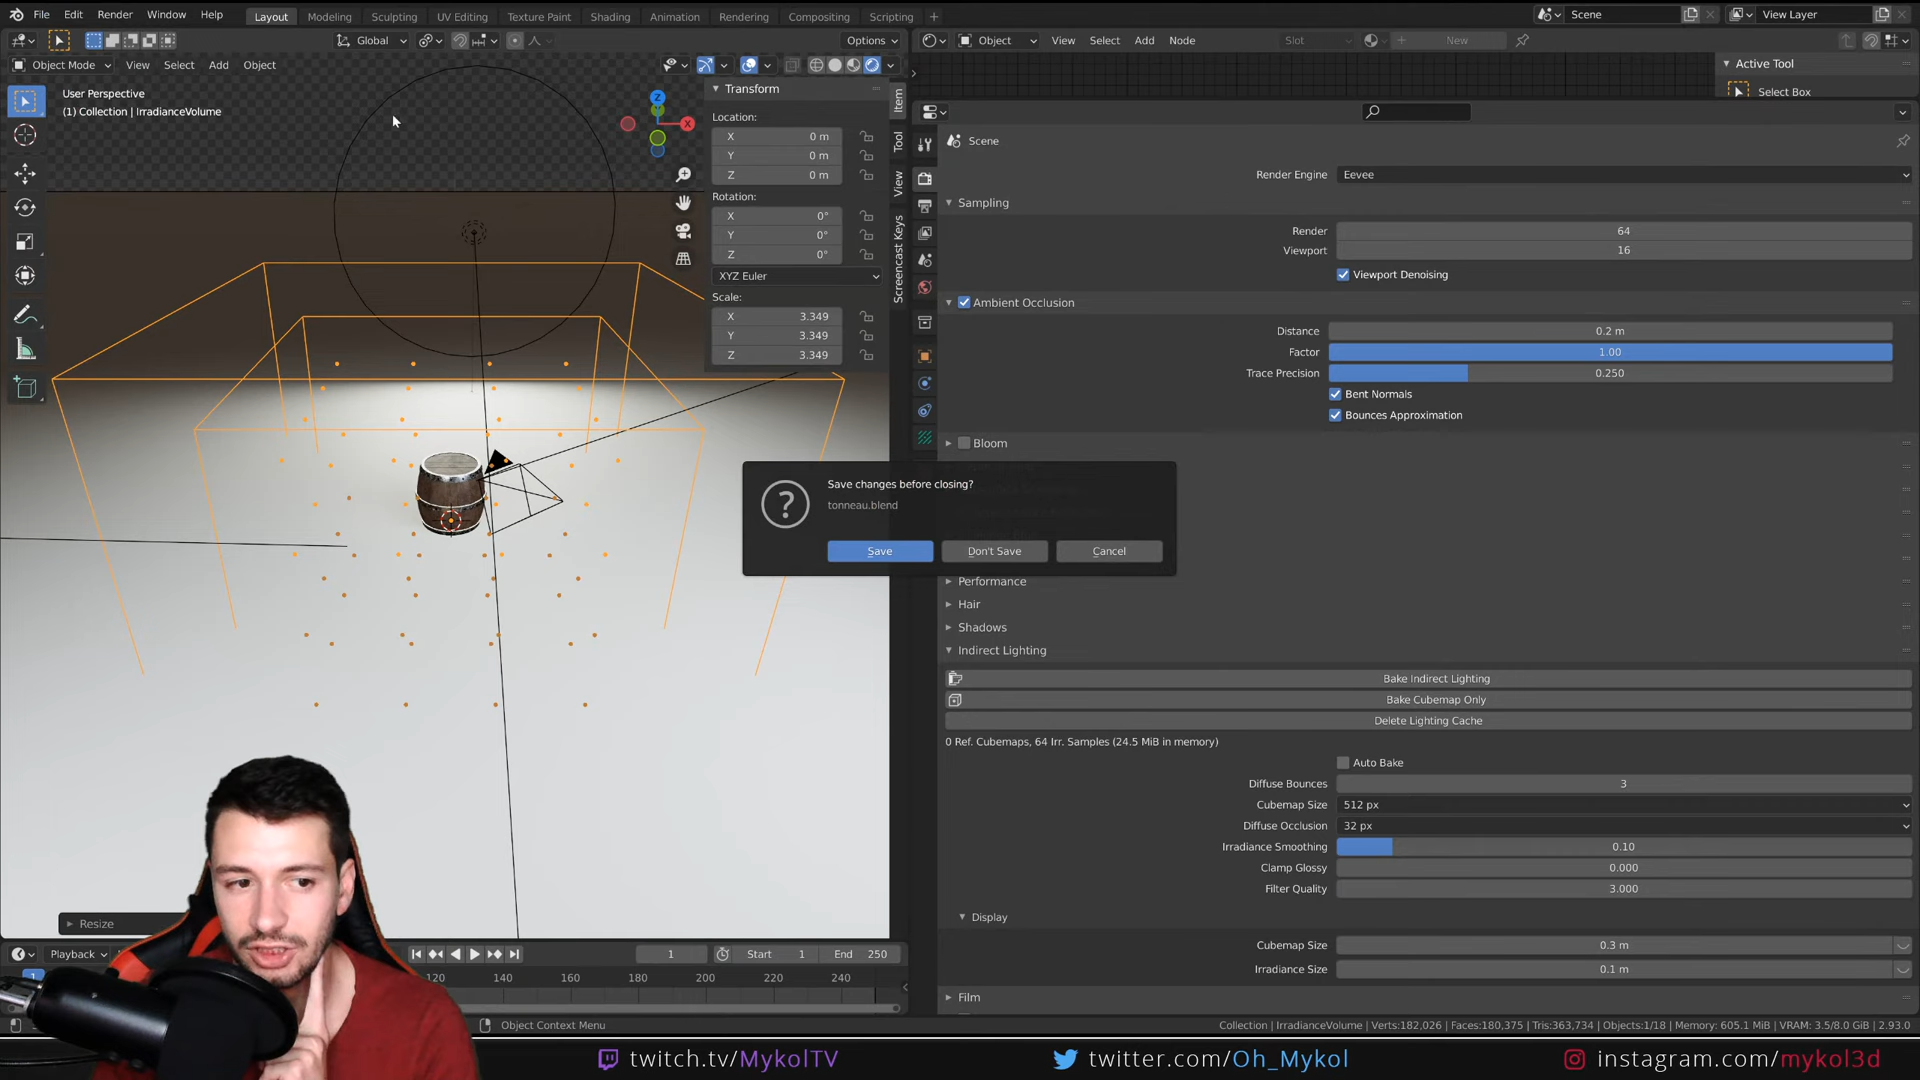 File Edit Render Window Help Layout Modeling Sculpting UV Editing Texture Paint Shading Animation Rendering Compositing Scripting + Scene View Layer
Global Options Object View Select Add Node Slot New
Object Mode View Select Add Object
Active Tool
Select Box
User Perspective
(1) Collection | IrradianceVolume
Z
X
Transform
Location:
X 0 m
Y 0 m
Z 0 m
Rotation:
X 0°
Y 0°
Z 0°
XYZ Euler
Scale:
X 3.349
Y 3.349
Z 3.349
Item
Tool
View
Screencast Keys
Scene
Render Engine Eevee
Sampling
Render 64
Viewport 16
Viewport Denoising
Ambient Occlusion
Distance 0.2 m
Factor 1.00
Trace Precision 0.250
Bent Normals
Bounces Approximation
Bloom
Save changes before closing?
tonneau.blend
Save Don't Save Cancel
Performance
Hair
Shadows
Indirect Lighting
Bake Indirect Lighting
Bake Cubemap Only
Delete Lighting Cache
0 Ref. Cubemaps, 64 Irr. Samples (24.5 MiB in memory)
Auto Bake
Diffuse Bounces 3
Cubemap Size 512 px
Diffuse Occlusion 32 px
Irradiance Smoothing 0.10
Clamp Glossy 0.000
Filter Quality 3.000
Display
Cubemap Size 0.3 m
Irradiance Size 0.1 m
Film
Resize
Playback 1 Start 1 End 250
1 120 140 160 180 200 220 240
Object Context Menu
Collection | IrradianceVolume | Verts:182,026 | Faces:180,375 | Tris:363,734 | Objects:1/18 | Memory: 605.1 MiB | VRAM: 3.5/8.0 GiB | 2.93.0
twitch.tv/MykolTV twitter.com/Oh_Mykol instagram.com/mykol3d